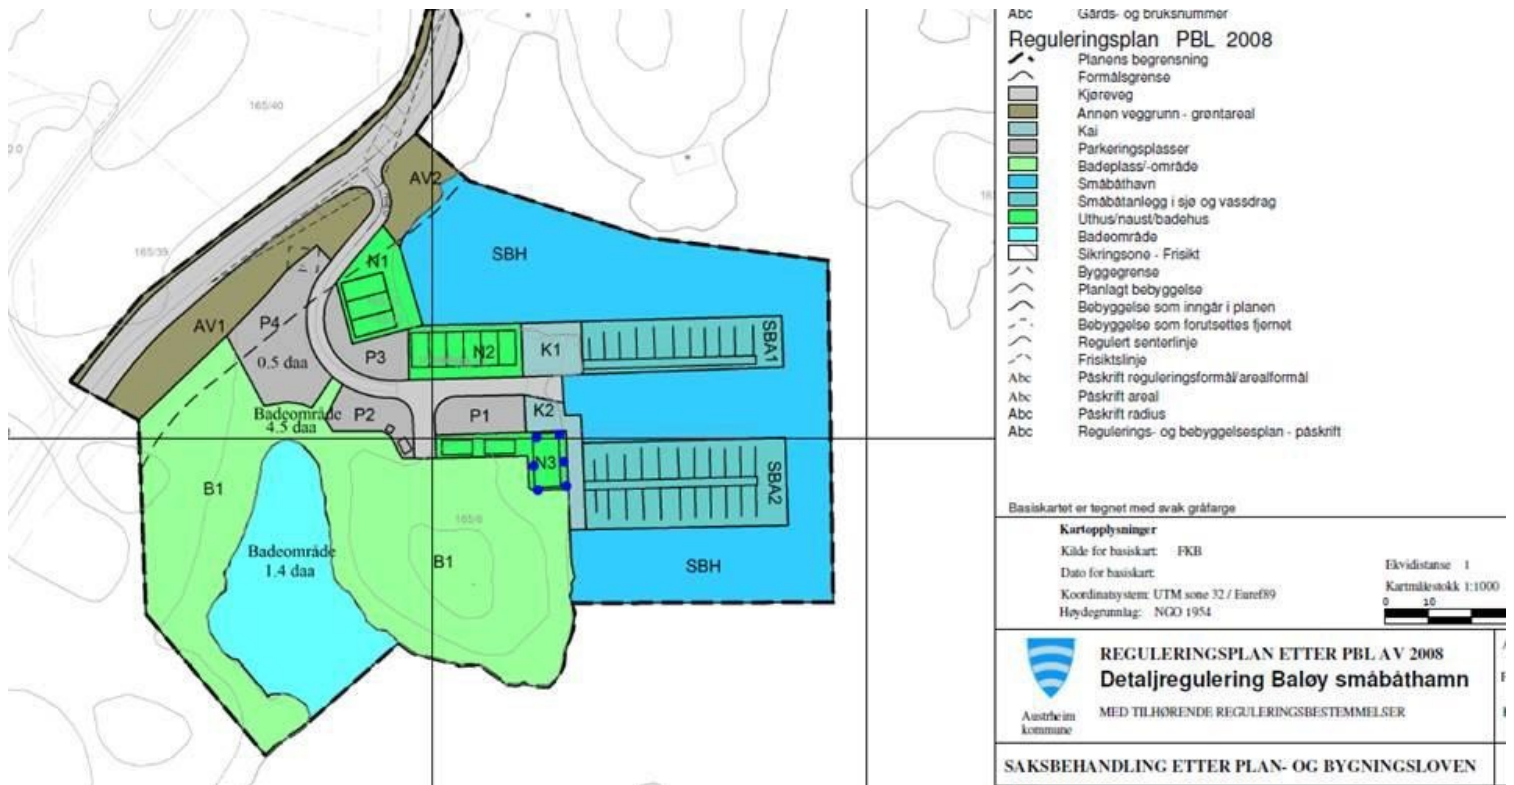 165/40
0 0
AV2
165/39
SBH
N1
AV1
P4
0.5 daa
P3
N2
K1
SBA1
Badeområde
4.5 daa
P2
P1
K2
B1
N3
SBA2
165/6
Badeområde
1.4 daa
B1
SBH
Abc Gårds- og bruksnummer
Reguleringsplan PBL 2008
Planens begrensning
Formålsgrense
Kjøreveg
Annen veggrunn - grøntareal
Kai
Parkeringsplasser
Badeplass/-område
Småbåthavn
Småbåtanlegg i sjø og vassdrag
Uthus/naust/badehus
Badeområde
Sikringsone - Frisikt
Byggegrense
Planlagt bebyggelse
Bebyggelse som inngår i planen
Bebyggelse som forutsettes fjernet
Regulert senterlinje
Frisiktslinje
Abc Påskrift reguleringsformål/arealformål
Abc Påskrift areal
Abc Påskrift radius
Abc Regulerings- og bebyggelsesplan - påskrift
Basiskartet er tegnet med svak gråfarge
Kartopplysninger
Kilde for basiskart: FKB
Dato for basiskart:
Koordinatsystem: UTM sone 32 / Euref89
Høydegrunnlag: NGO 1954
Ekvidistanse 1
Kartmålestokk 1:1000
0 10
Austrheim
kommune
REGULERINGSPLAN ETTER PBL AV 2008
Detaljregulering Baløy småbåthamn
MED TILHØRENDE REGULERINGSBESTEMMELSER
SAKSBEHANDLING ETTER PLAN- OG BYGNINGSLOVEN